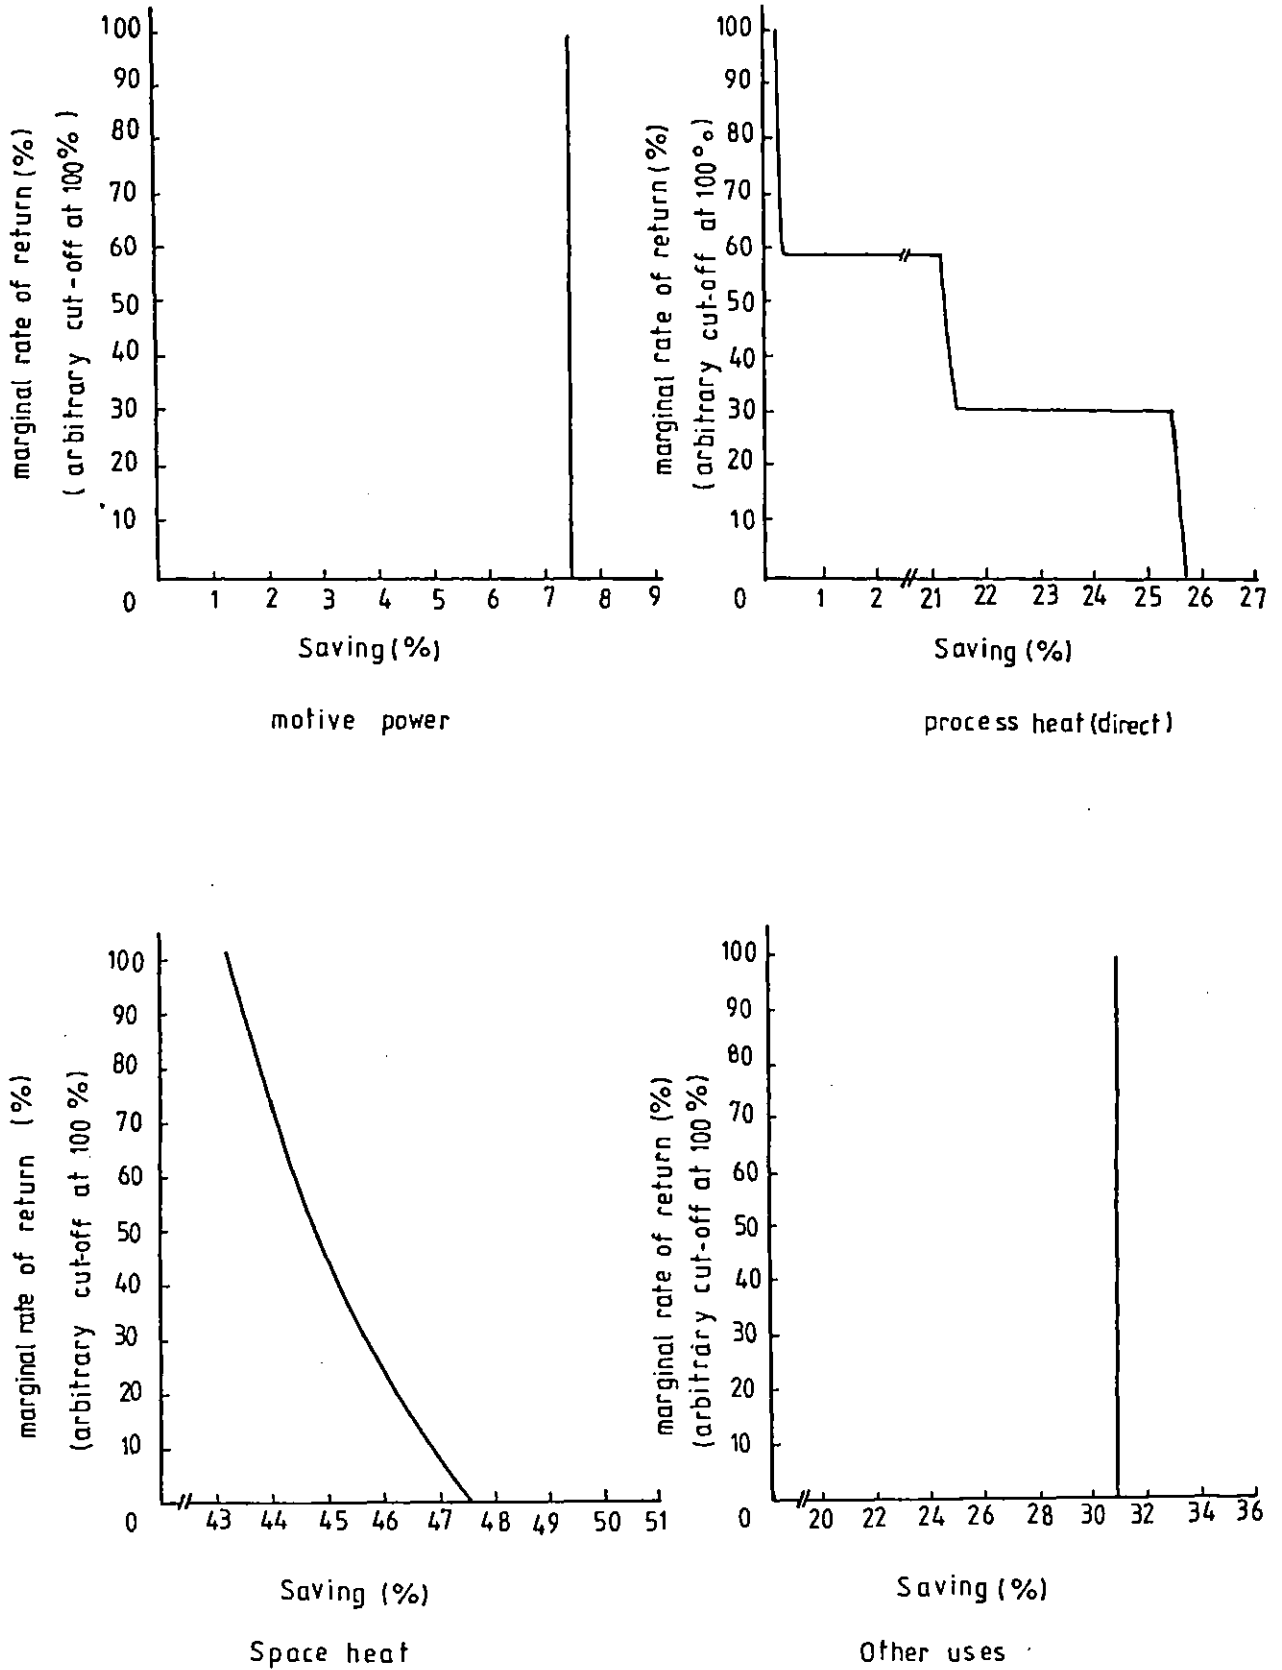 100
90
80
70
60
50
40
30
20
10
0
1 2 3 4 5 6 7 8 9
marginal rate of return (%)
( arbitrary cut-off at 100% )
Saving (%)
motive power
100
90
80
70
60
50
40
30
20
10
0
1 2 21 22 23 24 25 26 27
marginal rate of return (%)
(arbitrary cut-off at 100°o)
Saving (%)
process heat (direct)
100
90
80
70
60
50
40
30
20
10
0
43 44 45 46 47 48 49 50 51
marginal rate of return (%)
(arbitrary cut-off at 100 %)
Saving (%)
Space heat
100
90
80
70
60
50
40
30
20
10
0
20 22 24 26 28 30 32 34 36
marginal rate of return (%)
(arbitrary cut-off at 100 %)
Saving (%)
Other uses